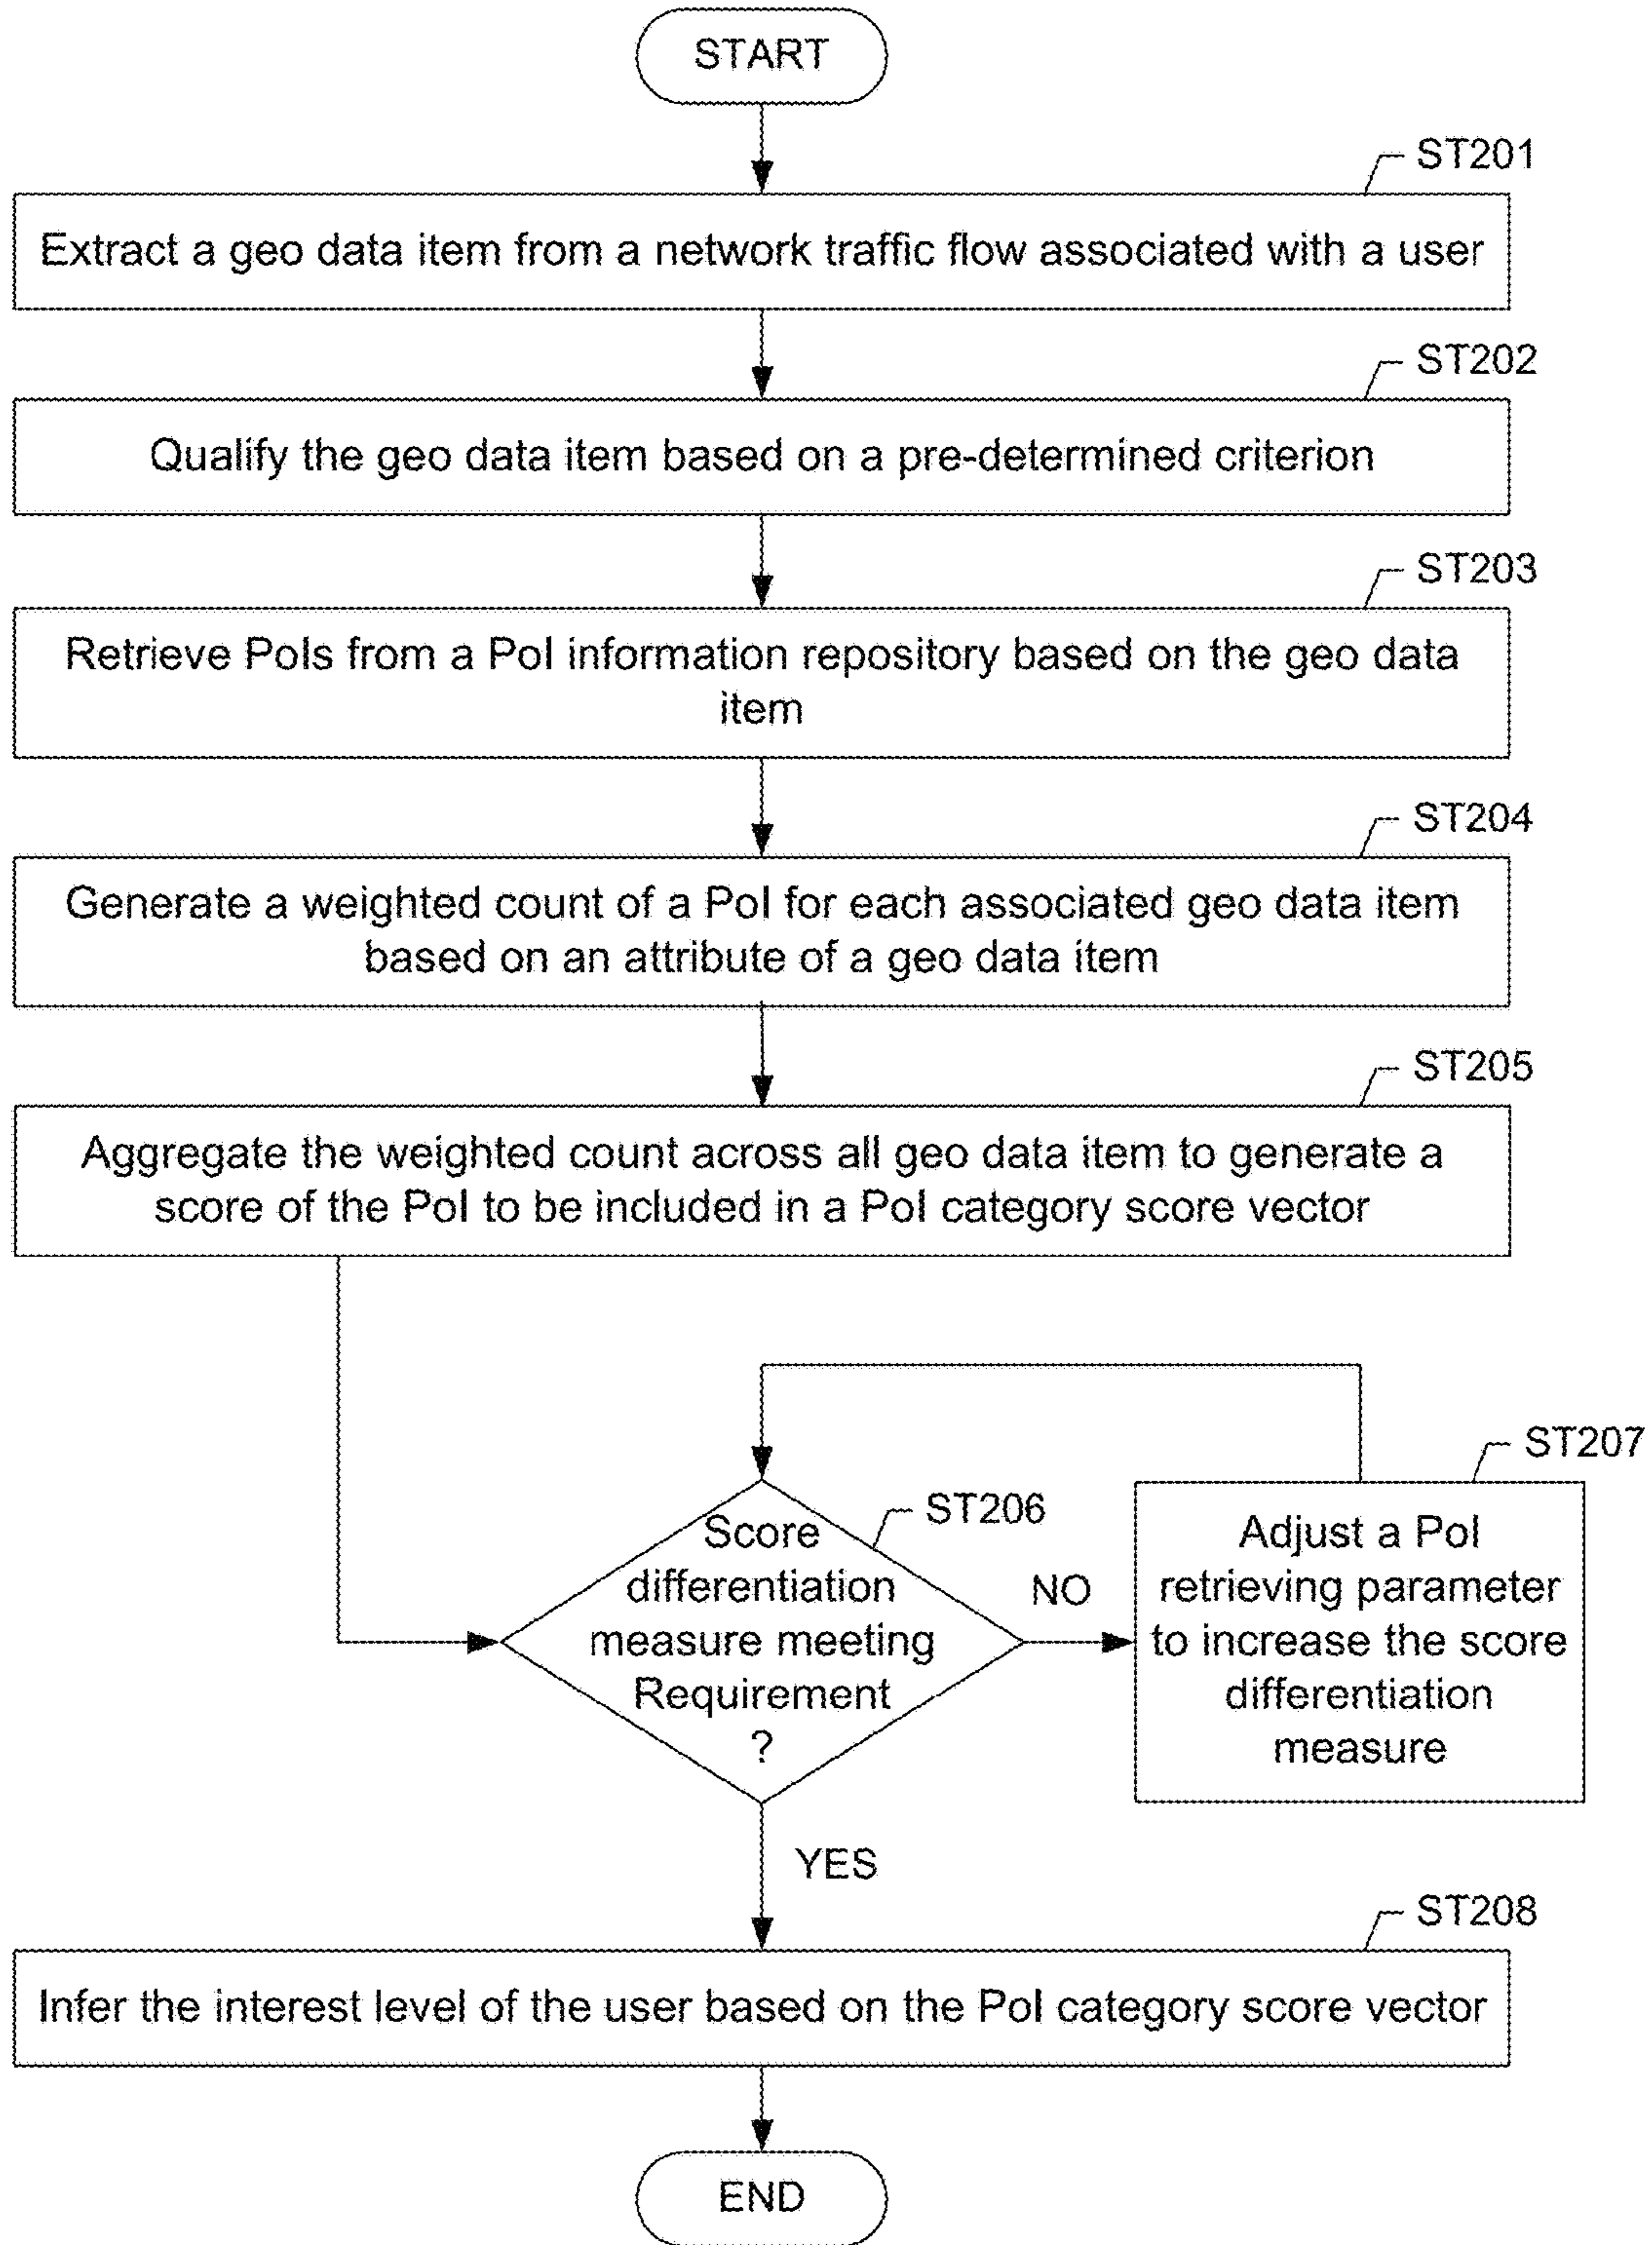 START
ST201
Extract a geo data item from a network traffic flow associated with a user
ST202
Qualify the geo data item based on a pre-determined criterion
ST203
Retrieve PoIs from a PoI information repository based on the geo data
item
ST204
Generate a weighted count of a PoI for each associated geo data item
based on an attribute of a geo data item
ST205
Aggregate the weighted count across all geo data item to generate a
score of the PoI to be included in a PoI category score vector
ST206
Score
differentiation
measure meeting
Requirement
?
NO
ST207
Adjust a PoI
retrieving parameter
to increase the score
differentiation
measure
YES
ST208
Infer the interest level of the user based on the PoI category score vector
END